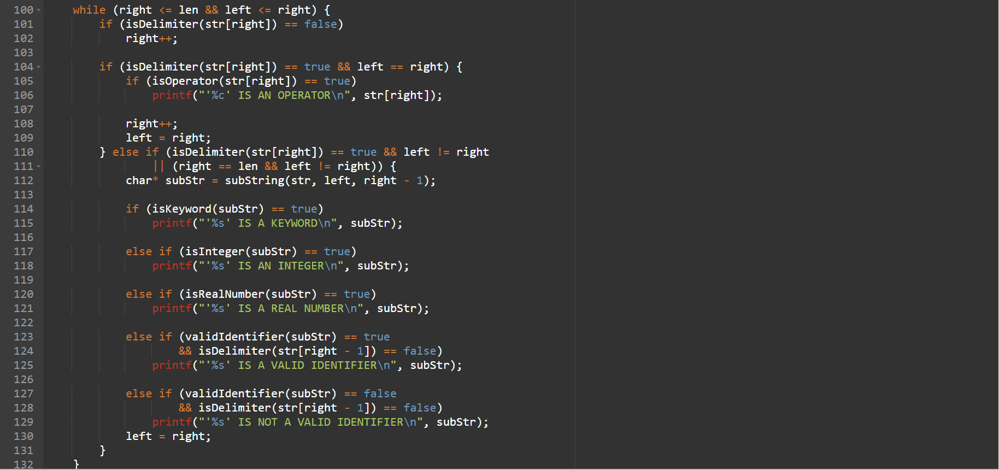 100 while (right <= len && left <= right) {
101 if (isDelimiter(str[right]) == false)
102 right++;
103
104 if (isDelimiter(str[right]) == true && left == right) {
105 if (isOperator(str[right]) == true)
106 printf("'%c' IS AN OPERATOR\n", str[right]);
107
108 right++;
109 left = right;
110 } else if (isDelimiter(str[right]) == true && left != right
111 || (right == len && left != right)) {
112 char* subStr = subString(str, left, right - 1);
113
114 if (isKeyword(subStr) == true)
115 printf("'%s' IS A KEYWORD\n", subStr);
116
117 else if (isInteger(subStr) == true)
118 printf("'%s' IS AN INTEGER\n", subStr);
119
120 else if (isRealNumber(subStr) == true)
121 printf("'%s' IS A REAL NUMBER\n", subStr);
122
123 else if (validIdentifier(subStr) == true
124 && isDelimiter(str[right - 1]) == false)
125 printf("'%s' IS A VALID IDENTIFIER\n", subStr);
126
127 else if (validIdentifier(subStr) == false
128 && isDelimiter(str[right - 1]) == false)
129 printf("'%s' IS NOT A VALID IDENTIFIER\n", subStr);
130 left = right;
131 }
132 }